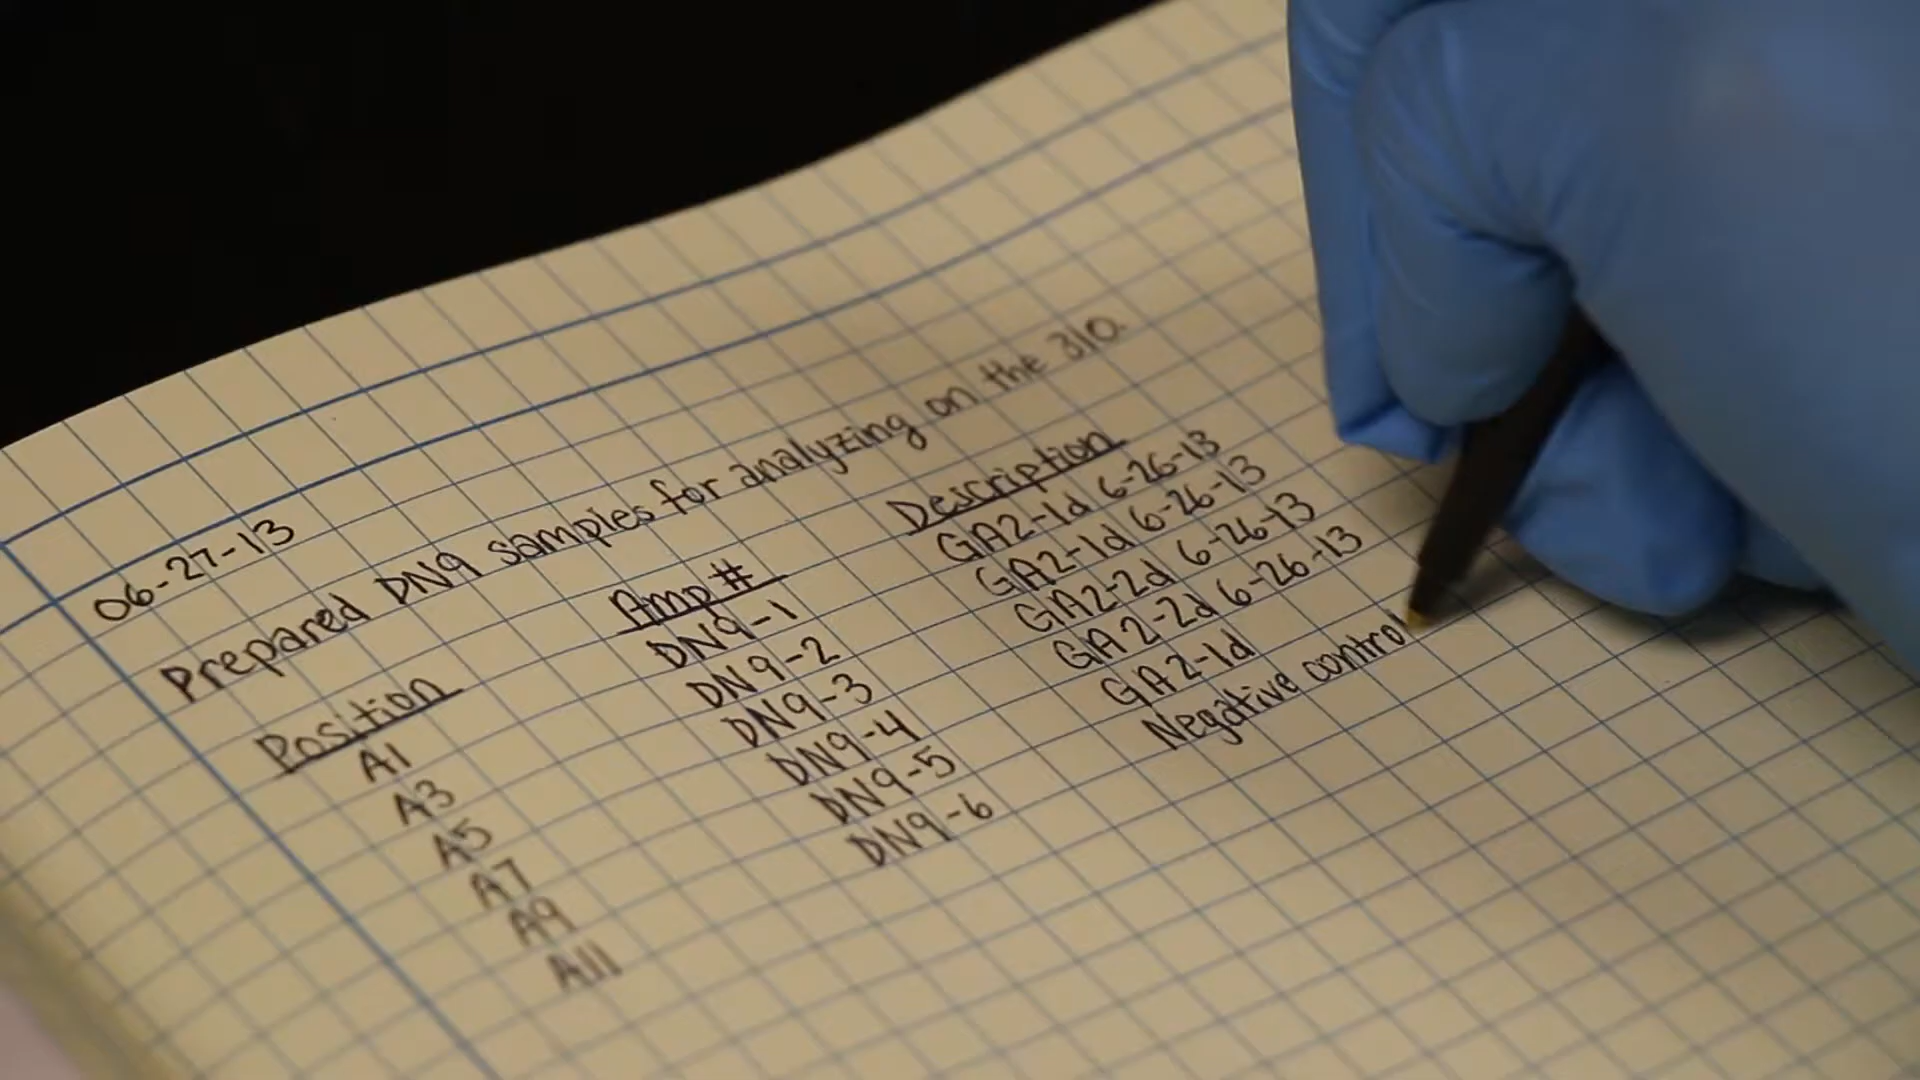 06-27-13
Prepared DN9 samples for analyzing on the 310.
Position Amp # Description
A1 DN9-1 GA2-1d 6-26-13
A3 DN9-2 GA2-1d 6-26-13
A5 DN9-3 GA2-2d 6-26-13
A7 DN9-4 GA2-2d 6-26-13
A9 DN9-5 GA2-1d
A11 DN9-6 Negative control